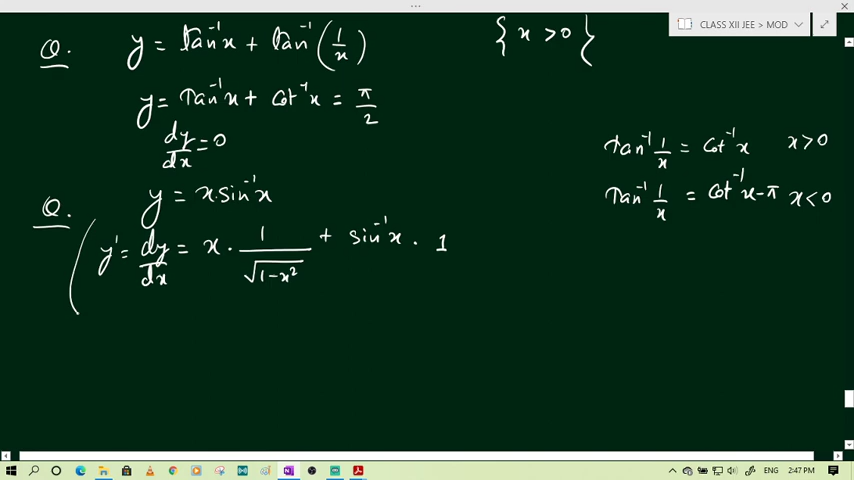 CLASS XII JEE > MOD
Q. y = tan⁻¹x + tan⁻¹(1/x) {x > 0}
y = Tan⁻¹x + Cot⁻¹x = π/2
dy/dx = 0
tan⁻¹ 1/x = Cot⁻¹x x > 0
Tan⁻¹ 1/x = Cot⁻¹x - π x < 0
Q. y = x·sin⁻¹x
y' = dy/dx = x · 1/√(1-x²) + sin⁻¹x · 1
ENG 2:47 PM